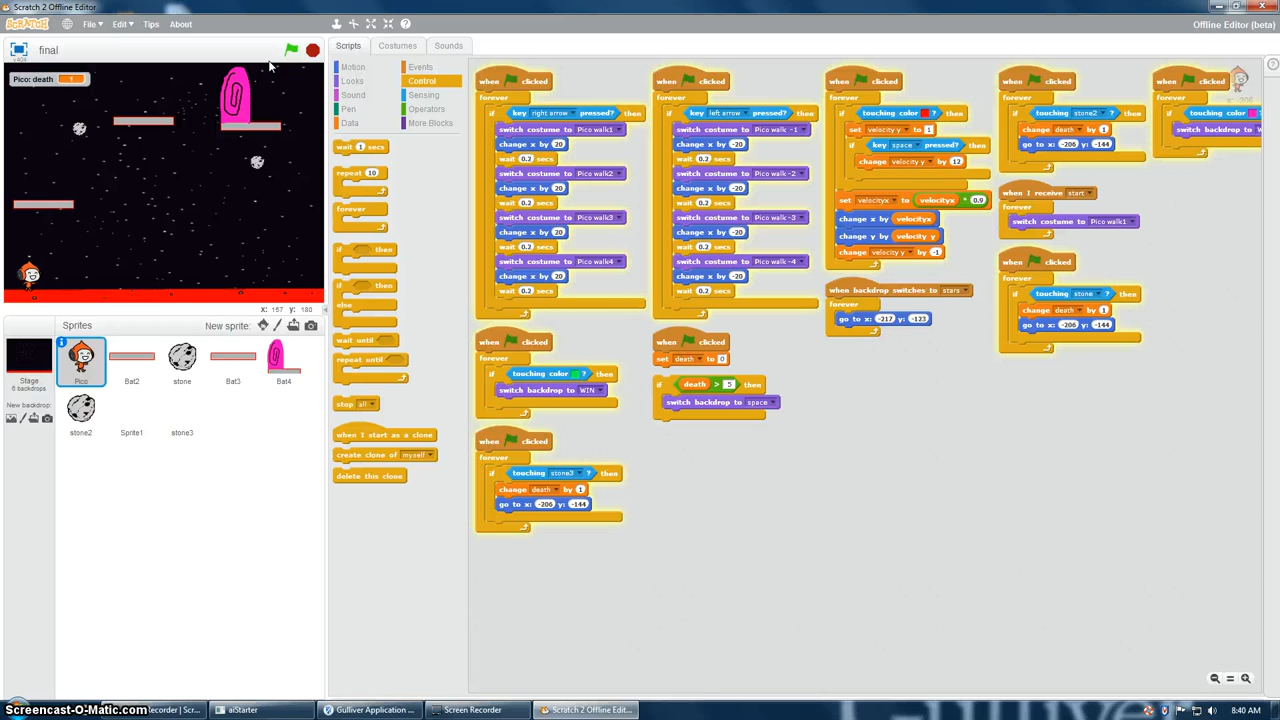 Scratch 2 Offline Editor
SCRATCH File Edit Tips About Offline Editor (beta)
final
v404
Pico: death 1
x: 157 y: 180
Scripts Costumes Sounds
Motion Events
Looks Control
Sound Sensing
Pen Operators
Data More Blocks
wait 1 secs
repeat 10
forever
if then
if then
else
wait until
repeat until
stop all
when I start as a clone
create clone of myself
delete this clone
Sprites New sprite:
Stage
6 backdrops
New backdrop:
Pico Bat2 stone Bat3 Bat4
stone2 Sprite1 stone3
when clicked
forever
if key right arrow pressed? then
switch costume to Pico walk1
change x by 20
wait 0.2 secs
switch costume to Pico walk2
change x by 20
wait 0.2 secs
switch costume to Pico walk3
change x by 20
wait 0.2 secs
switch costume to Pico walk4
change x by 20
wait 0.2 secs
when clicked
forever
if key left arrow pressed? then
switch costume to Pico walk -1
change x by -20
wait 0.2 secs
switch costume to Pico walk -2
change x by -20
wait 0.2 secs
switch costume to Pico walk -3
change x by -20
wait 0.2 secs
switch costume to Pico walk -4
change x by -20
wait 0.2 secs
when clicked
forever
if touching color ? then
set velocity y to 1
if key space pressed? then
change velocity y by 12
set velocityx to velocityx * 0.9
change x by velocityx
change y by velocity y
change velocity y by -1
when backdrop switches to stars
forever
go to x: -217 y: -123
when clicked
forever
if touching stone2 ? then
change death by 1
go to x: -206 y: -144
when I receive start
forever
switch costume to Pico walk1
when clicked
forever
if touching stone ? then
change death by 1
go to x: -206 y: -144
when clicked
forever
if touching color
switch backdrop to W
when clicked
forever
if touching color ? then
switch backdrop to WIN
when clicked
set death to 0
if death > 5 then
switch backdrop to space
when clicked
forever
if touching stone3 ? then
change death by 1
go to x: -206 y: -144
Screencast-O-Matic.com
Recorder | Scr... aiStarter Gulliver Application ... Screen Recorder Scratch 2 Offline Edi... 8:40 AM